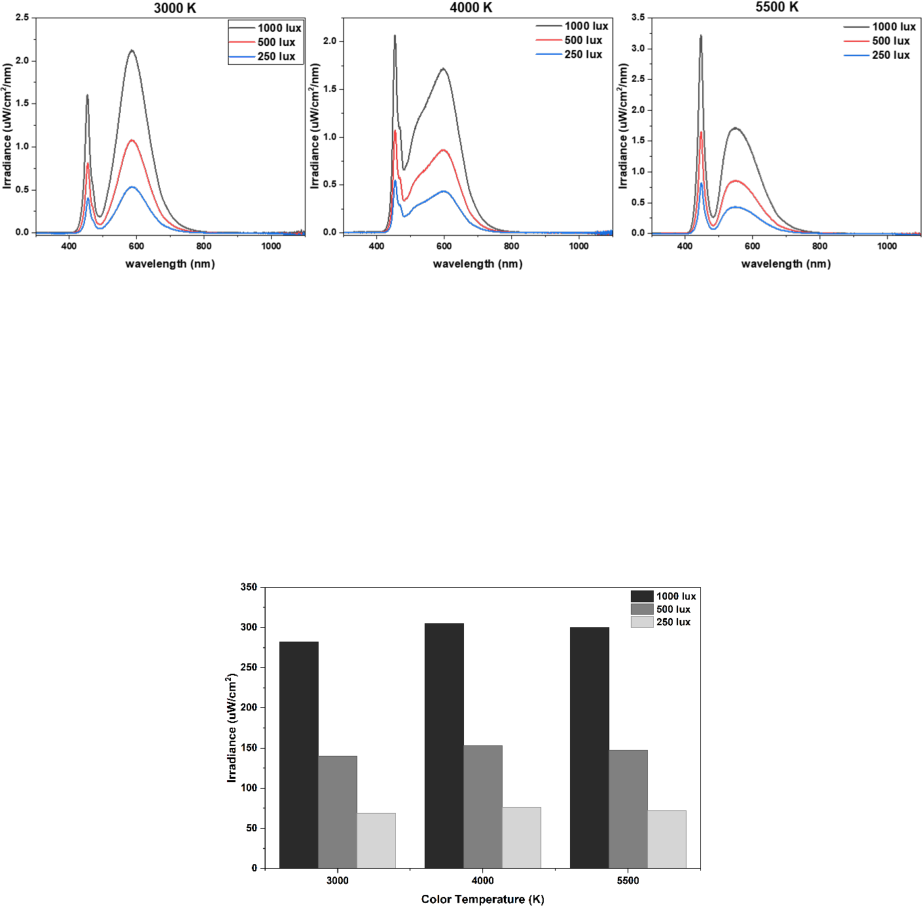 3000 K
4000 K
5500 K
2.5
2.0
1.5
1.0
0.5
0.0
Irradiance (uW/cm²/nm)
1000 lux
500 lux
250 lux
400 600 800 1000
wavelength (nm)
2.0
1.5
1.0
0.5
0.0
Irradiance (uW/cm²/nm)
1000 lux
500 lux
250 lux
400 600 800 1000
wavelength (nm)
3.5
3.0
2.5
2.0
1.5
1.0
0.5
0.0
Irradiance (uW/cm²/nm)
1000 lux
500 lux
250 lux
400 600 800 1000
wavelength (nm)
350
300
250
200
150
100
50
0
Irradiance (uW/cm²)
1000 lux
500 lux
250 lux
3000 4000 5500
Color Temperature (K)